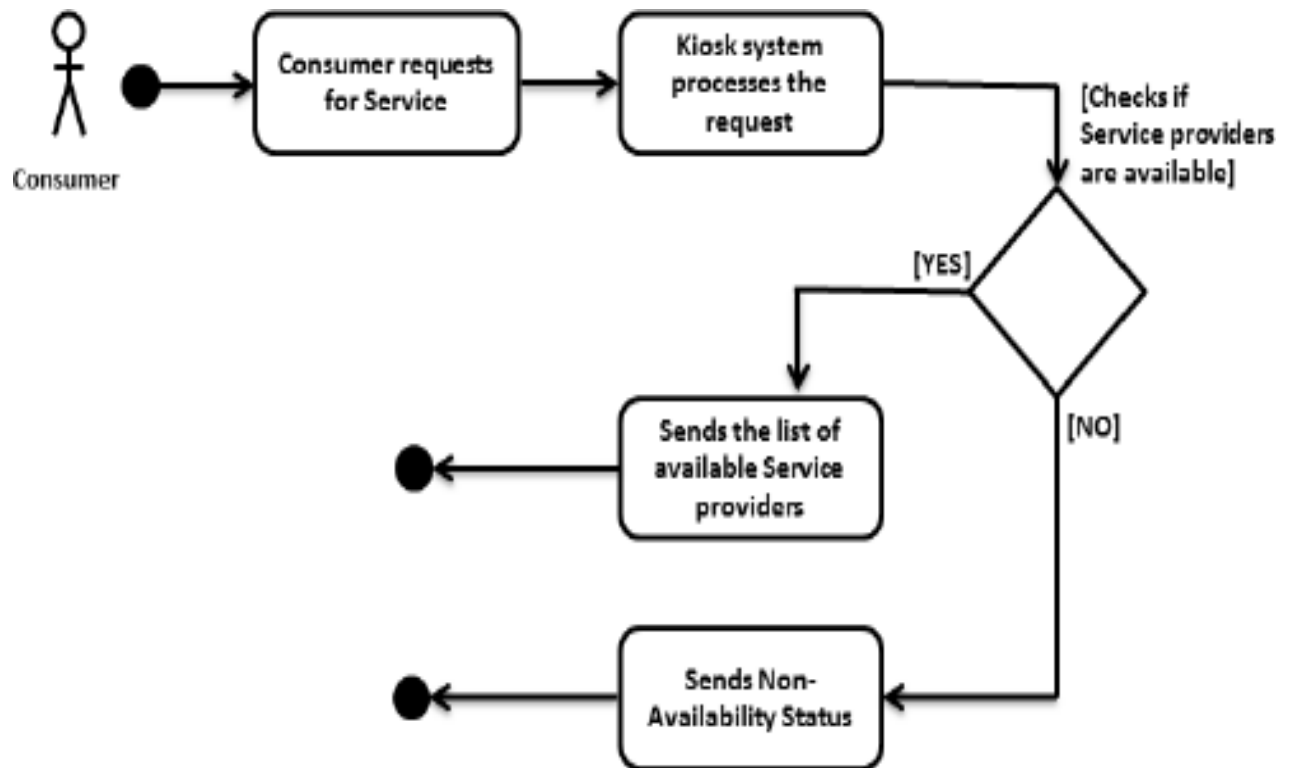 Consumer
Consumer requests
for Service
Kiosk system
processes the
request
[Checks if
Service providers
are available]
[YES]
[NO]
Sends the list of
available Service
providers
Sends Non-
Availability Status